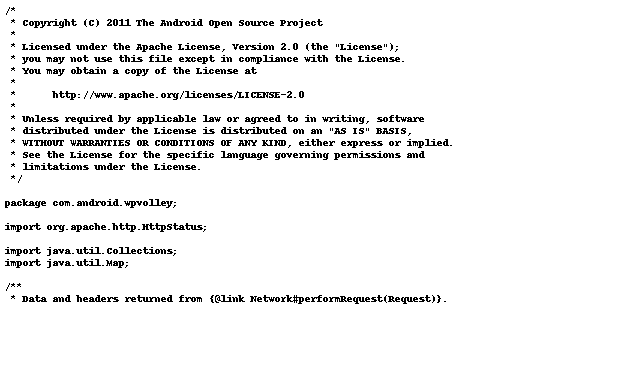 /*
 * Copyright (C) 2011 The Android Open Source Project
 *
 * Licensed under the Apache License, Version 2.0 (the "License");
 * you may not use this file except in compliance with the License.
 * You may obtain a copy of the License at
 *
 *      http://www.apache.org/licenses/LICENSE-2.0
 *
 * Unless required by applicable law or agreed to in writing, software
 * distributed under the License is distributed on an "AS IS" BASIS,
 * WITHOUT WARRANTIES OR CONDITIONS OF ANY KIND, either express or implied.
 * See the License for the specific language governing permissions and
 * limitations under the License.
 */

package com.android.wpvolley;

import org.apache.http.HttpStatus;

import java.util.Collections;
import java.util.Map;

/**
 * Data and headers returned from {@link Network#performRequest(Request)}.